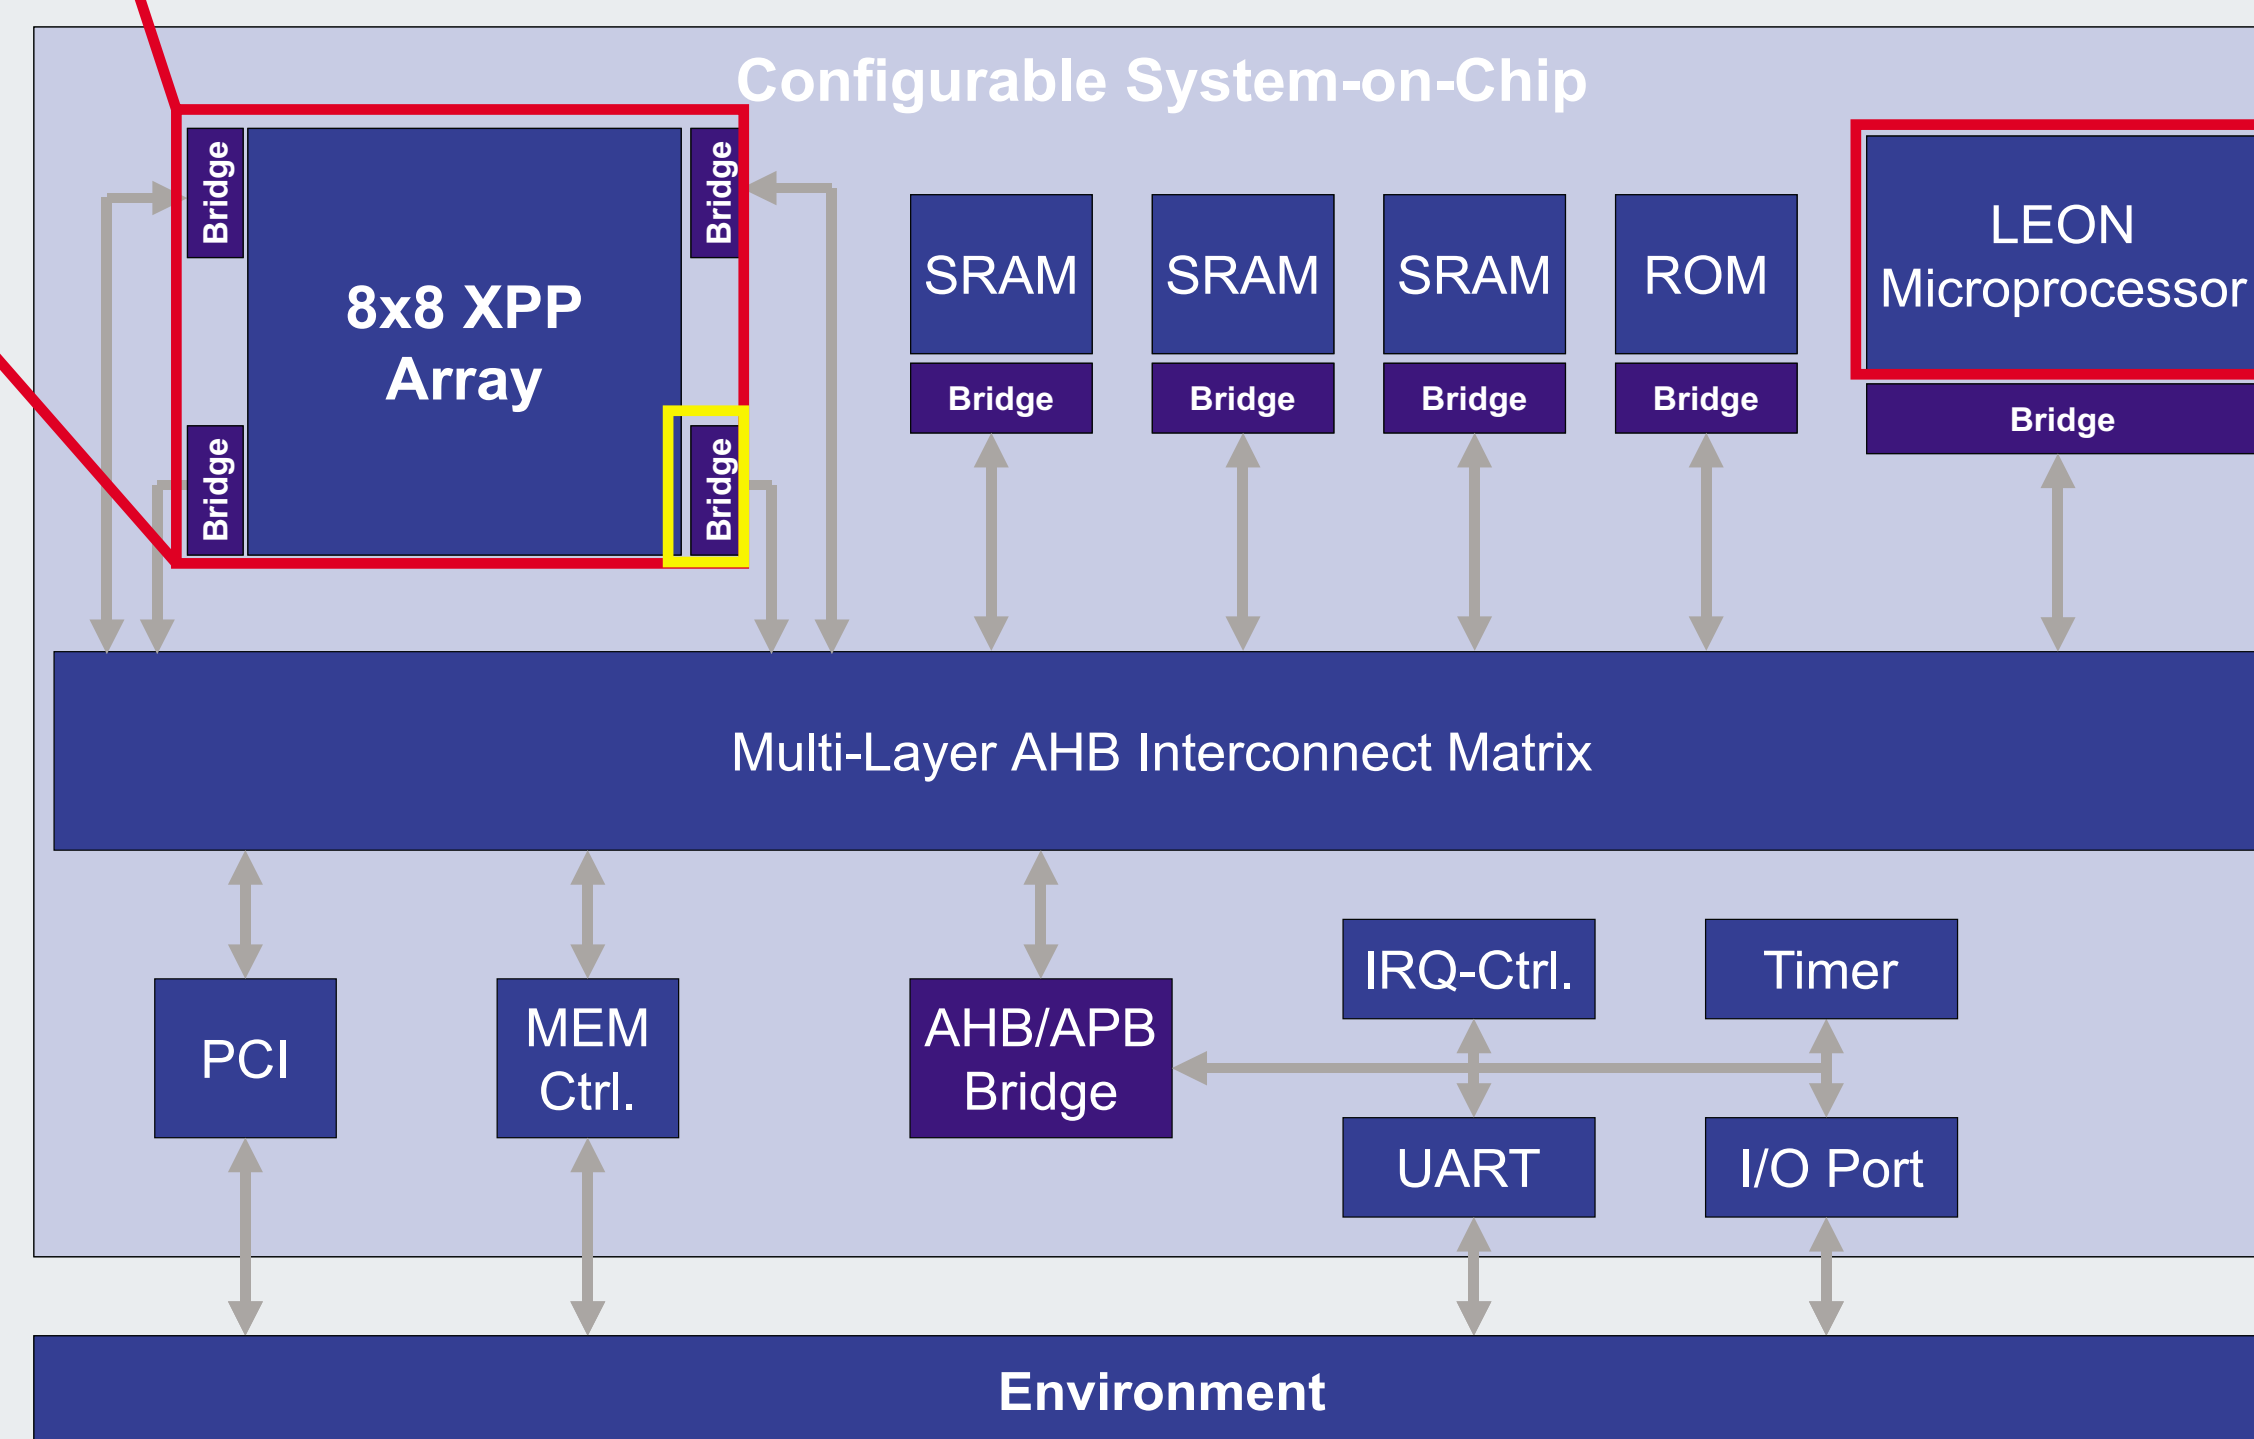 Configurable System-on-Chip
Bridge
Bridge
8x8 XPP
Array
Bridge
Bridge
SRAM
SRAM
SRAM
ROM
LEON
Microprocessor
Bridge
Bridge
Bridge
Bridge
Bridge
Multi-Layer AHB Interconnect Matrix
PCI
MEM
Ctrl.
AHB/APB
Bridge
IRQ-Ctrl.
Timer
UART
I/O Port
Environment